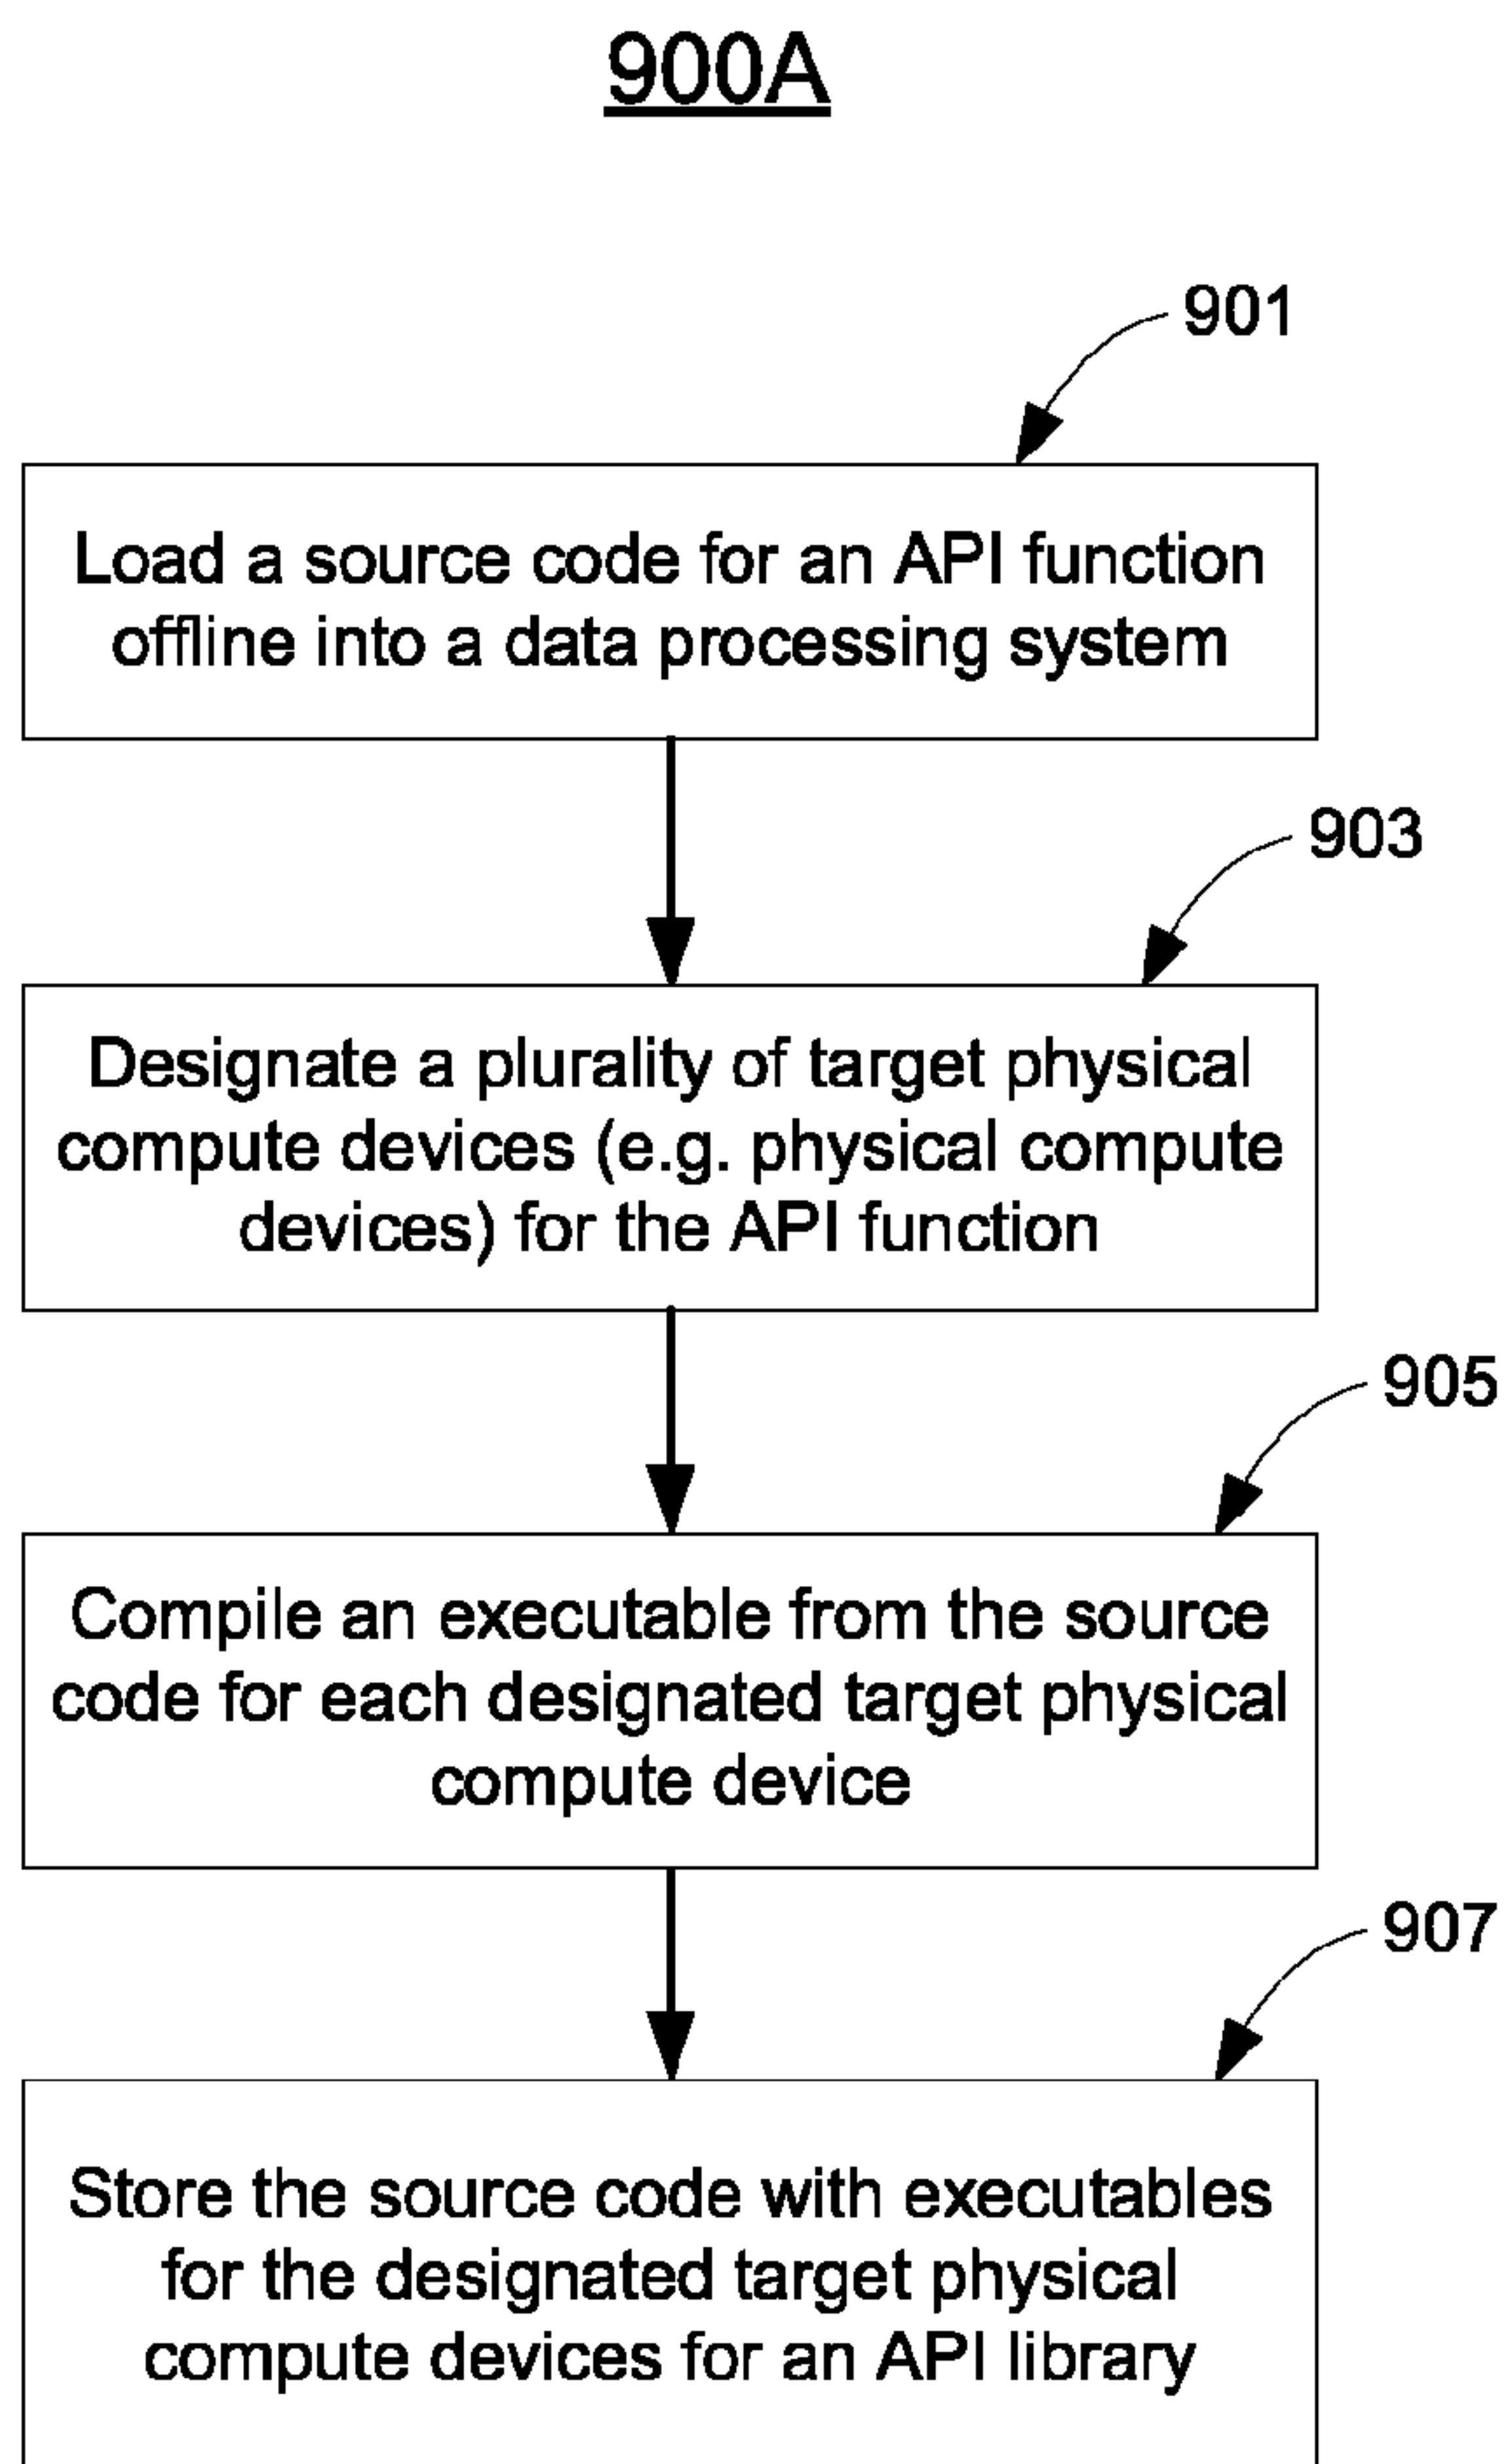 900A
901
Load a source code for an API function
offline into a data processing system
903
Designate a plurality of target physical
compute devices (e.g. physical compute
devices) for the API function
905
Compile an executable from the source
code for each designated target physical
compute device
907
Store the source code with executables
for the designated target physical
compute devices for an API library